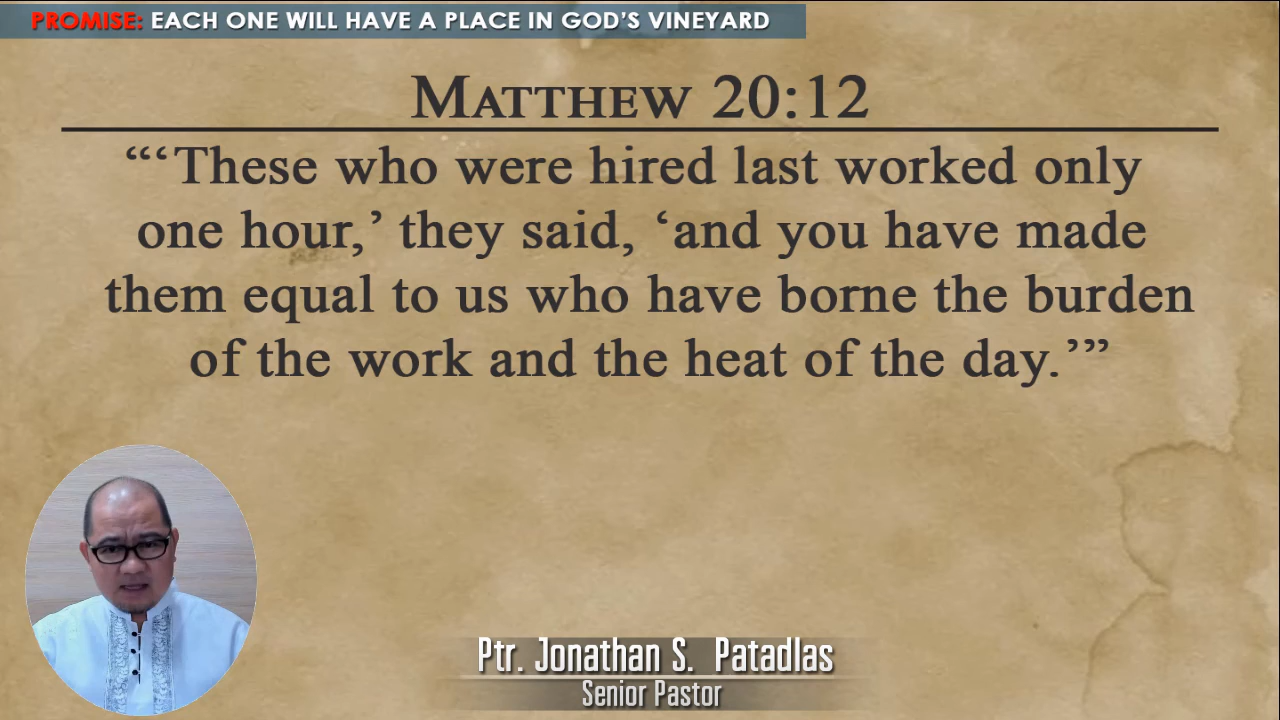 PROMISE: EACH ONE WILL HAVE A PLACE IN GOD'S VINEYARD
MATTHEW 20:12
“‘These who were hired last worked only
one hour,’ they said, ‘and you have made
them equal to us who have borne the burden
of the work and the heat of the day.’”
Ptr. Jonathan S. Patadlas
Senior Pastor